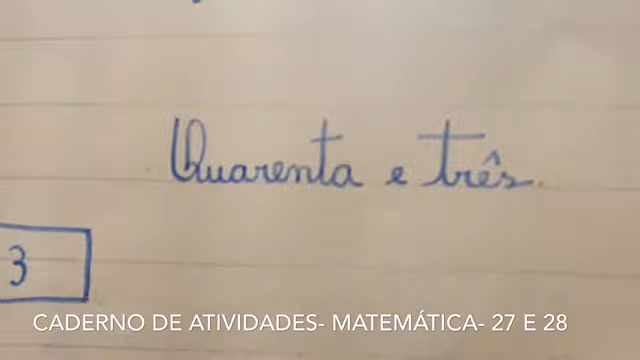 Quarenta e três.
3
CADERNO DE ATIVIDADES- MATEMÁTICA- 27 E 28